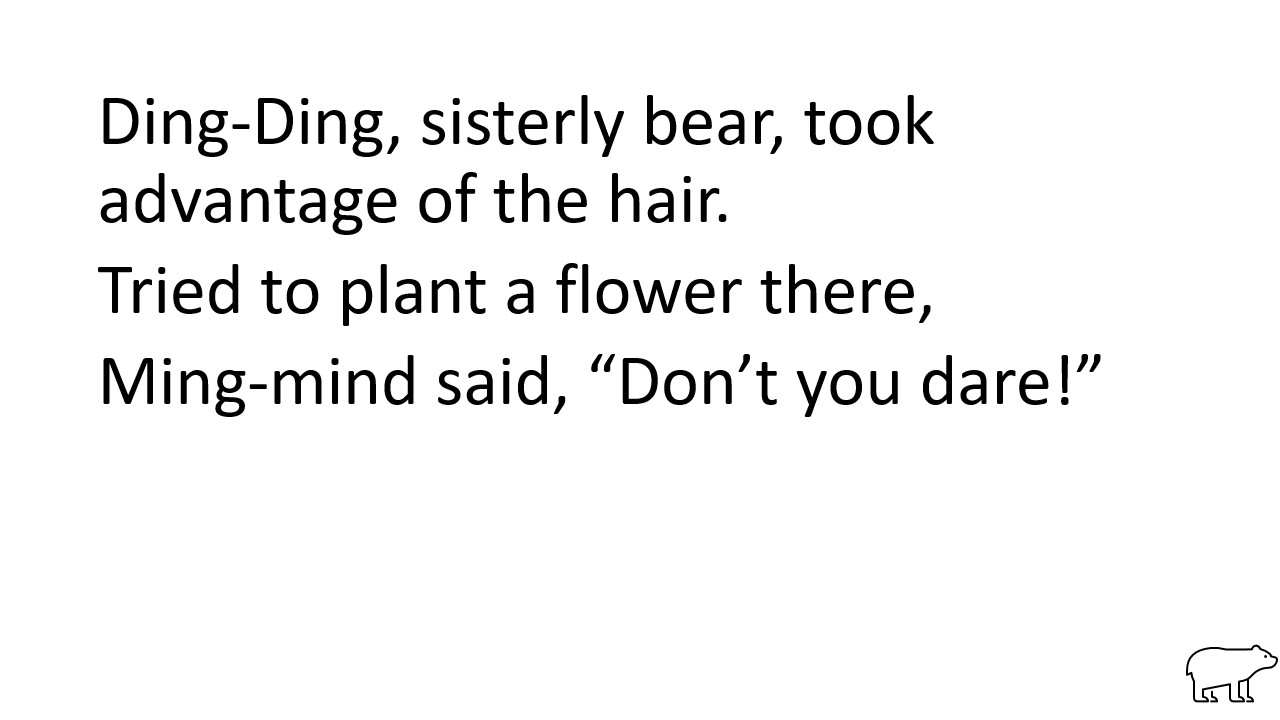 Ding-Ding, sisterly bear, took
advantage of the hair.
Tried to plant a flower there,
Ming-mind said, “Don’t you dare!”